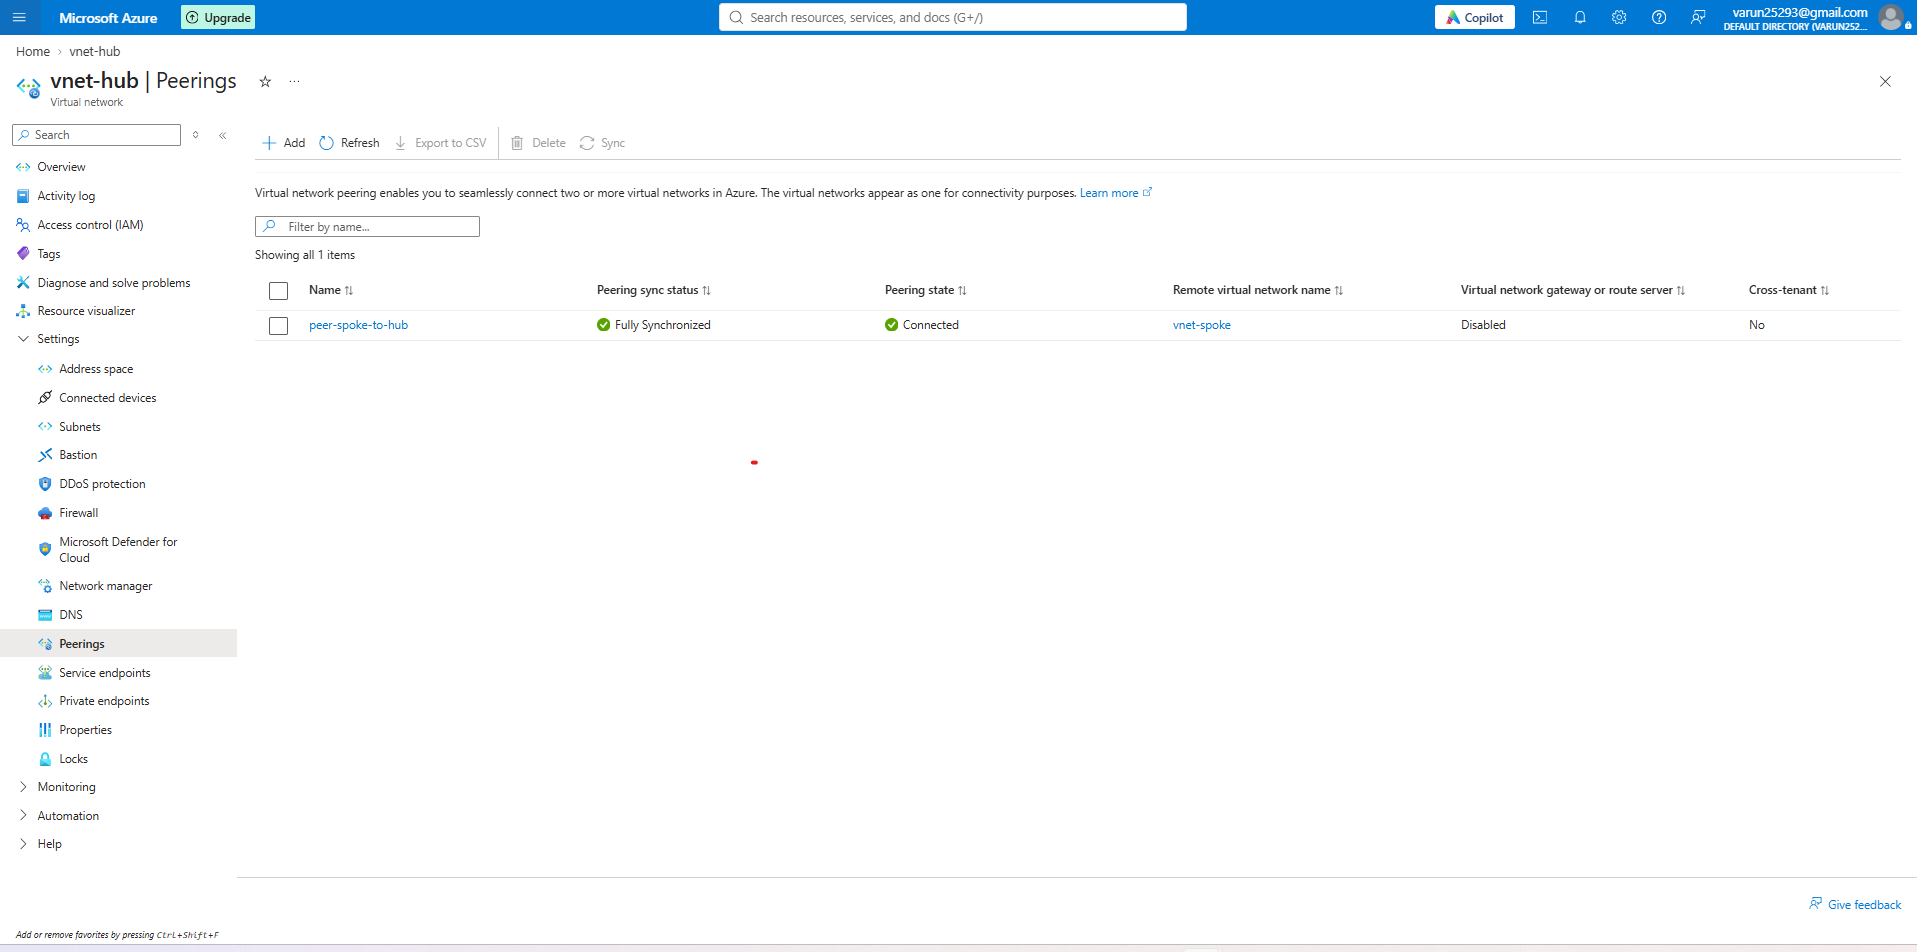 Microsoft Azure
Upgrade
Search resources, services, and docs (G+/)
Copilot
varun25293@gmail.com
DEFAULT DIRECTORY (VARUN252...
Home > vnet-hub
vnet-hub | Peerings
Virtual network
Search
Add
Refresh
Export to CSV
Delete
Sync
Overview
Activity log
Access control (IAM)
Tags
Diagnose and solve problems
Resource visualizer
Settings
Address space
Connected devices
Subnets
Bastion
DDoS protection
Firewall
Microsoft Defender for
Cloud
Network manager
DNS
Peerings
Service endpoints
Private endpoints
Properties
Locks
Monitoring
Automation
Help
Virtual network peering enables you to seamlessly connect two or more virtual networks in Azure. The virtual networks appear as one for connectivity purposes. Learn more
Filter by name...
Showing all 1 items
Name Peering sync status Peering state Remote virtual network name Virtual network gateway or route server Cross-tenant
peer-spoke-to-hub Fully Synchronized Connected vnet-spoke Disabled No
Give feedback
Add or remove favorites by pressing Ctrl+Shift+F